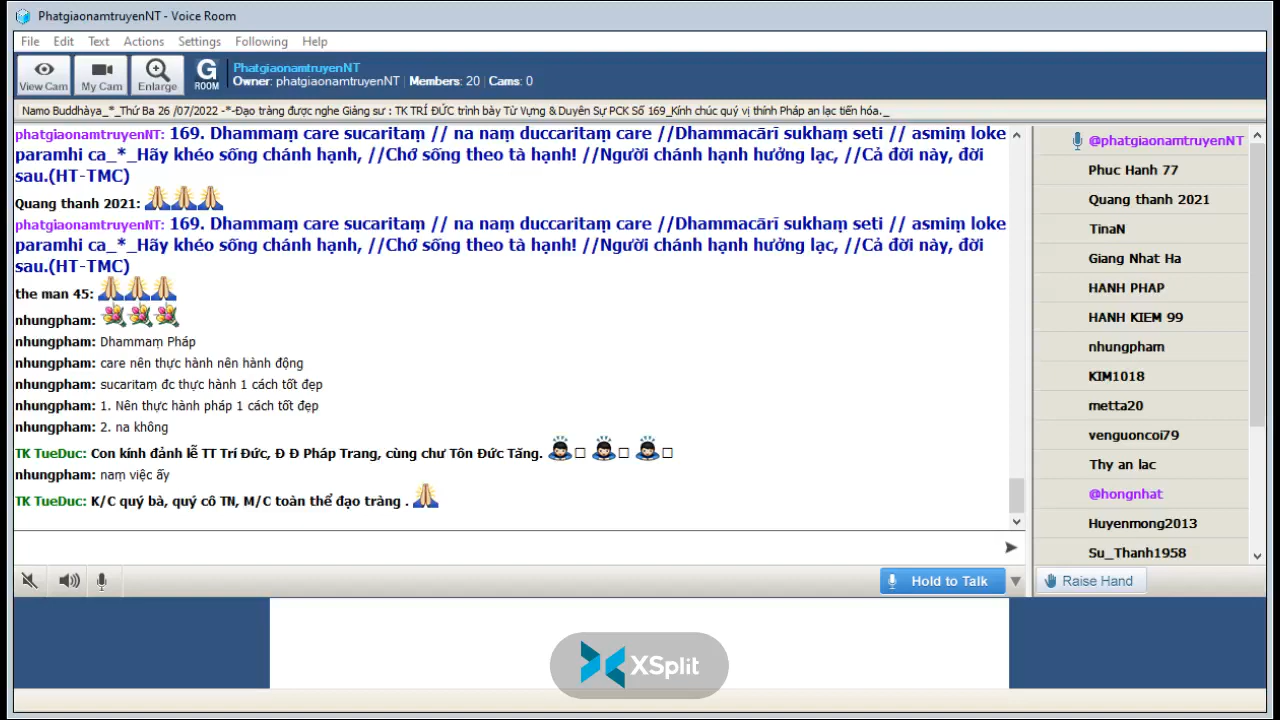 PhatgiaonamtruyenNT - Voice Room
File Edit Text Actions Settings Following Help
View Cam My Cam Enlarge G ROOM
PhatgiaonamtruyenNT
Owner: phatgiaonamtruyenNT | Members: 20 | Cams: 0
Namo Buddhàya_*_Thứ Ba 26 /07/2022 -*-Đạo tràng được nghe Giảng sư : TK TRÍ ĐỨC trình bày Từ Vựng & Duyên Sự PCK Số 169_Kính chúc quý vị thính Pháp an lạc tiến hóa._
phatgiaonamtruyenNT: 169. Dhammaṃ care sucaritaṃ // na naṃ duccaritaṃ care //Dhammacārī sukhaṃ seti // asmiṃ loke
paramhi ca_*_Hãy khéo sống chánh hạnh, //Chớ sống theo tà hạnh! //Người chánh hạnh hưởng lạc, //Cả đời này, đời
sau.(HT-TMC)
Quang thanh 2021:
phatgiaonamtruyenNT: 169. Dhammaṃ care sucaritaṃ // na naṃ duccaritaṃ care //Dhammacārī sukhaṃ seti // asmiṃ loke
paramhi ca_*_Hãy khéo sống chánh hạnh, //Chớ sống theo tà hạnh! //Người chánh hạnh hưởng lạc, //Cả đời này, đời
sau.(HT-TMC)
the man 45:
nhungpham:
nhungpham: Dhammaṃ Pháp
nhungpham: care nên thực hành nên hành động
nhungpham: sucaritaṃ đc thực hành 1 cách tốt đẹp
nhungpham: 1. Nên thực hành pháp 1 cách tốt đẹp
nhungpham: 2. na không
TK TueDuc: Con kính đảnh lễ TT Trí Đức, Đ Đ Pháp Trang, cùng chư Tôn Đức Tăng.
nhungpham: naṃ việc ấy
TK TueDuc: K/C quý bà, quý cô TN, M/C toàn thể đạo tràng .
@phatgiaonamtruyenNT
Phuc Hanh 77
Quang thanh 2021
TinaN
Giang Nhat Ha
HANH PHAP
HANH KIEM 99
nhungpham
KIM1018
metta20
venguoncoi79
Thy an lac
@hongnhat
Huyenmong2013
Su_Thanh1958
Hold to Talk
Raise Hand
XSplit